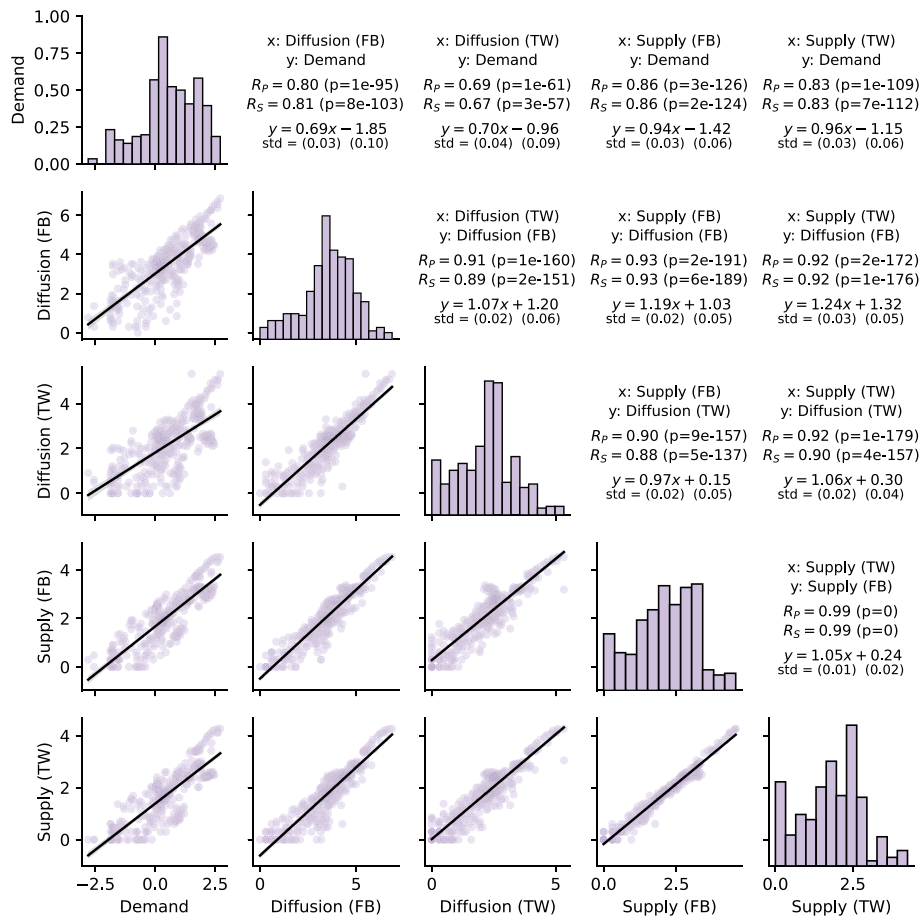 1.00
0.75
0.50
0.25
0.00
Demand
x: Diffusion (FB)
y: Demand
R_P = 0.80 (p=1e-95)
R_S = 0.81 (p=8e-103)
y = 0.69x − 1.85
std = (0.03) (0.10)
x: Diffusion (TW)
y: Demand
R_P = 0.69 (p=1e-61)
R_S = 0.67 (p=3e-57)
y = 0.70x − 0.96
std = (0.04) (0.09)
x: Supply (FB)
y: Demand
R_P = 0.86 (p=3e-126)
R_S = 0.86 (p=2e-124)
y = 0.94x − 1.42
std = (0.03) (0.06)
x: Supply (TW)
y: Demand
R_P = 0.83 (p=1e-109)
R_S = 0.83 (p=7e-112)
y = 0.96x − 1.15
std = (0.03) (0.06)
6
4
2
0
Diffusion (FB)
x: Diffusion (TW)
y: Diffusion (FB)
R_P = 0.91 (p=1e-160)
R_S = 0.89 (p=2e-151)
y = 1.07x + 1.20
std = (0.02) (0.06)
x: Supply (FB)
y: Diffusion (FB)
R_P = 0.93 (p=2e-191)
R_S = 0.93 (p=6e-189)
y = 1.19x + 1.03
std = (0.02) (0.05)
x: Supply (TW)
y: Diffusion (FB)
R_P = 0.92 (p=2e-172)
R_S = 0.92 (p=1e-176)
y = 1.24x + 1.32
std = (0.03) (0.05)
4
2
0
Diffusion (TW)
x: Supply (FB)
y: Diffusion (TW)
R_P = 0.90 (p=9e-157)
R_S = 0.88 (p=5e-137)
y = 0.97x + 0.15
std = (0.02) (0.05)
x: Supply (TW)
y: Diffusion (TW)
R_P = 0.92 (p=1e-179)
R_S = 0.90 (p=4e-157)
y = 1.06x + 0.30
std = (0.02) (0.04)
4
2
0
Supply (FB)
x: Supply (TW)
y: Supply (FB)
R_P = 0.99 (p=0)
R_S = 0.99 (p=0)
y = 1.05x + 0.24
std = (0.01) (0.02)
4
2
0
Supply (TW)
−2.5 0.0 2.5
Demand
0 5
Diffusion (FB)
0 5
Diffusion (TW)
0.0 2.5
Supply (FB)
0.0 2.5
Supply (TW)